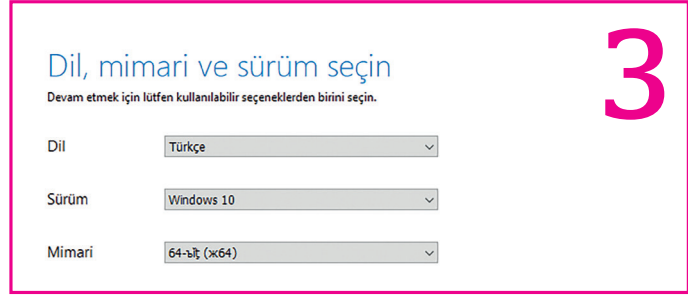 Dil, mimari ve sürüm seçin
3
Devam etmek için lütfen kullanılabilir seçeneklerden birini seçin.
Dil Türkçe
Sürüm Windows 10
Mimari 64-ъїţ (ж64)